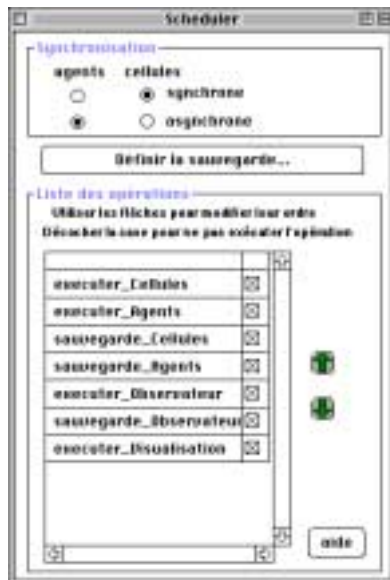 Scheduler
Synchronisation
agents cellules
synchrone
asynchrone
Définir la sauvegarde...
Liste des opérations
Utiliser les flèches pour modifier leur ordre
Décocher la case pour ne pas exécuter l'opération
executer_Cellules
executer_Agents
sauvegarde_Cellules
sauvegarde_Agents
executer_Observateur
sauvegarde_Observateur
executer_Visualisation
aide